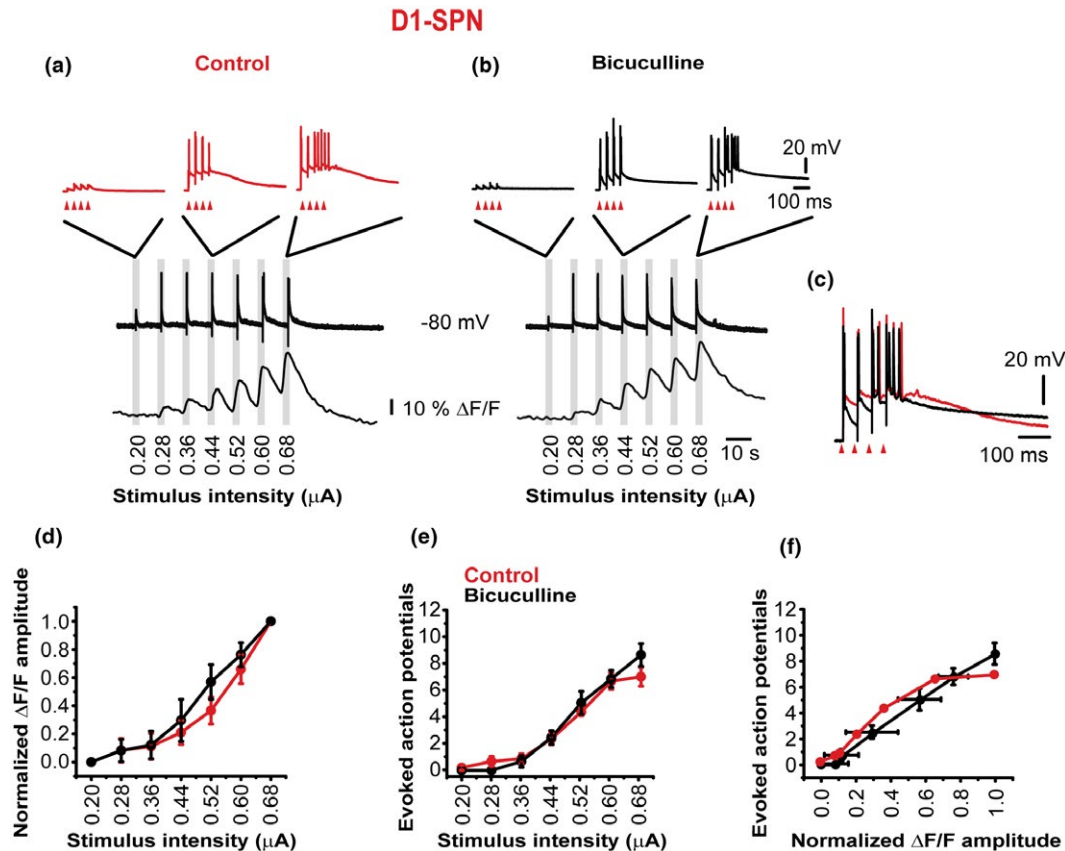 D1-SPN
(a)
Control
(b)
Bicuculline
20 mV
100 ms
-80 mV
10 % ΔF/F
0.20 0.28 0.36 0.44 0.52 0.60 0.68
Stimulus intensity (μA)
0.20 0.28 0.36 0.44 0.52 0.60 0.68
10 s
Stimulus intensity (μA)
(c)
20 mV
100 ms
(d)
Normalized ΔF/F amplitude
1.0
0.8
0.6
0.4
0.2
0.0
0.20 0.28 0.36 0.44 0.52 0.60 0.68
Stimulus intensity (μA)
(e)
Control
Bicuculline
Evoked action potentials
12
10
8
6
4
2
0
0.20 0.28 0.36 0.44 0.52 0.60 0.68
Stimulus intensity (μA)
(f)
Evoked action potentials
12
10
8
6
4
2
0
0.0 0.2 0.4 0.6 0.8 1.0
Normalized ΔF/F amplitude